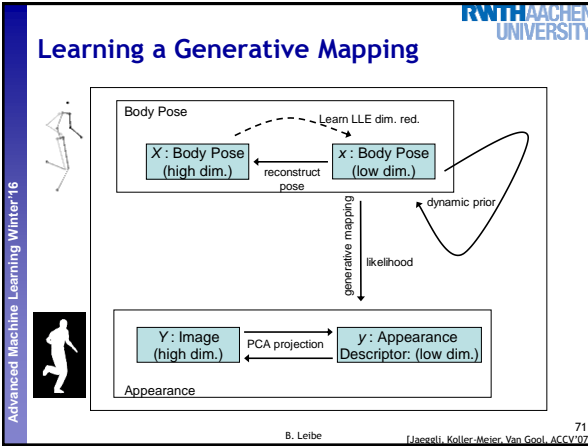 RWTHAACHEN
UNIVERSITY
Learning a Generative Mapping
Advanced Machine Learning Winter'16
Body Pose
Learn LLE dim. red.
X : Body Pose
(high dim.)
reconstruct
pose
x : Body Pose
(low dim.)
dynamic prior
generative mapping
likelihood
Y : Image
(high dim.)
PCA projection
y : Appearance
Descriptor: (low dim.)
Appearance
B. Leibe
71
[Jaeggli, Koller-Meier, Van Gool, ACCV'07